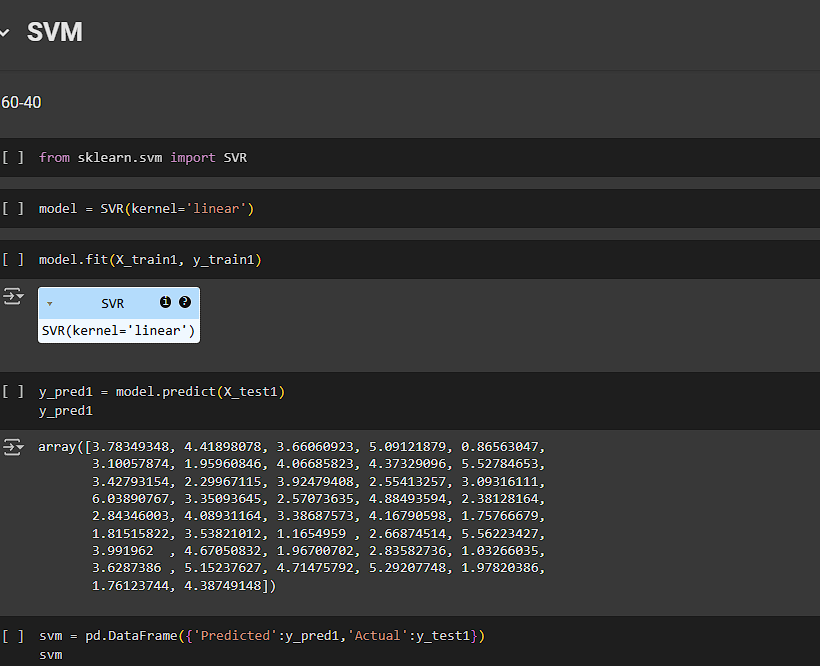 SVM
60-40
[ ] from sklearn.svm import SVR
[ ] model = SVR(kernel='linear')
[ ] model.fit(X_train1, y_train1)
SVR
SVR(kernel='linear')
[ ] y_pred1 = model.predict(X_test1)
y_pred1
array([3.78349348, 4.41898078, 3.66060923, 5.09121879, 0.86563047,
3.10057874, 1.95960846, 4.06685823, 4.37329096, 5.52784653,
3.42793154, 2.29967115, 3.92479408, 2.55413257, 3.09316111,
6.03890767, 3.35093645, 2.57073635, 4.88493594, 2.38128164,
2.84346003, 4.08931164, 3.38687573, 4.16790598, 1.75766679,
1.81515822, 3.53821012, 1.1654959 , 2.66874514, 5.56223427,
3.991962  , 4.67050832, 1.96700702, 2.83582736, 1.03266035,
3.6287386 , 5.15237627, 4.71475792, 5.29207748, 1.97820386,
1.76123744, 4.38749148])
[ ] svm = pd.DataFrame({'Predicted':y_pred1,'Actual':y_test1})
svm